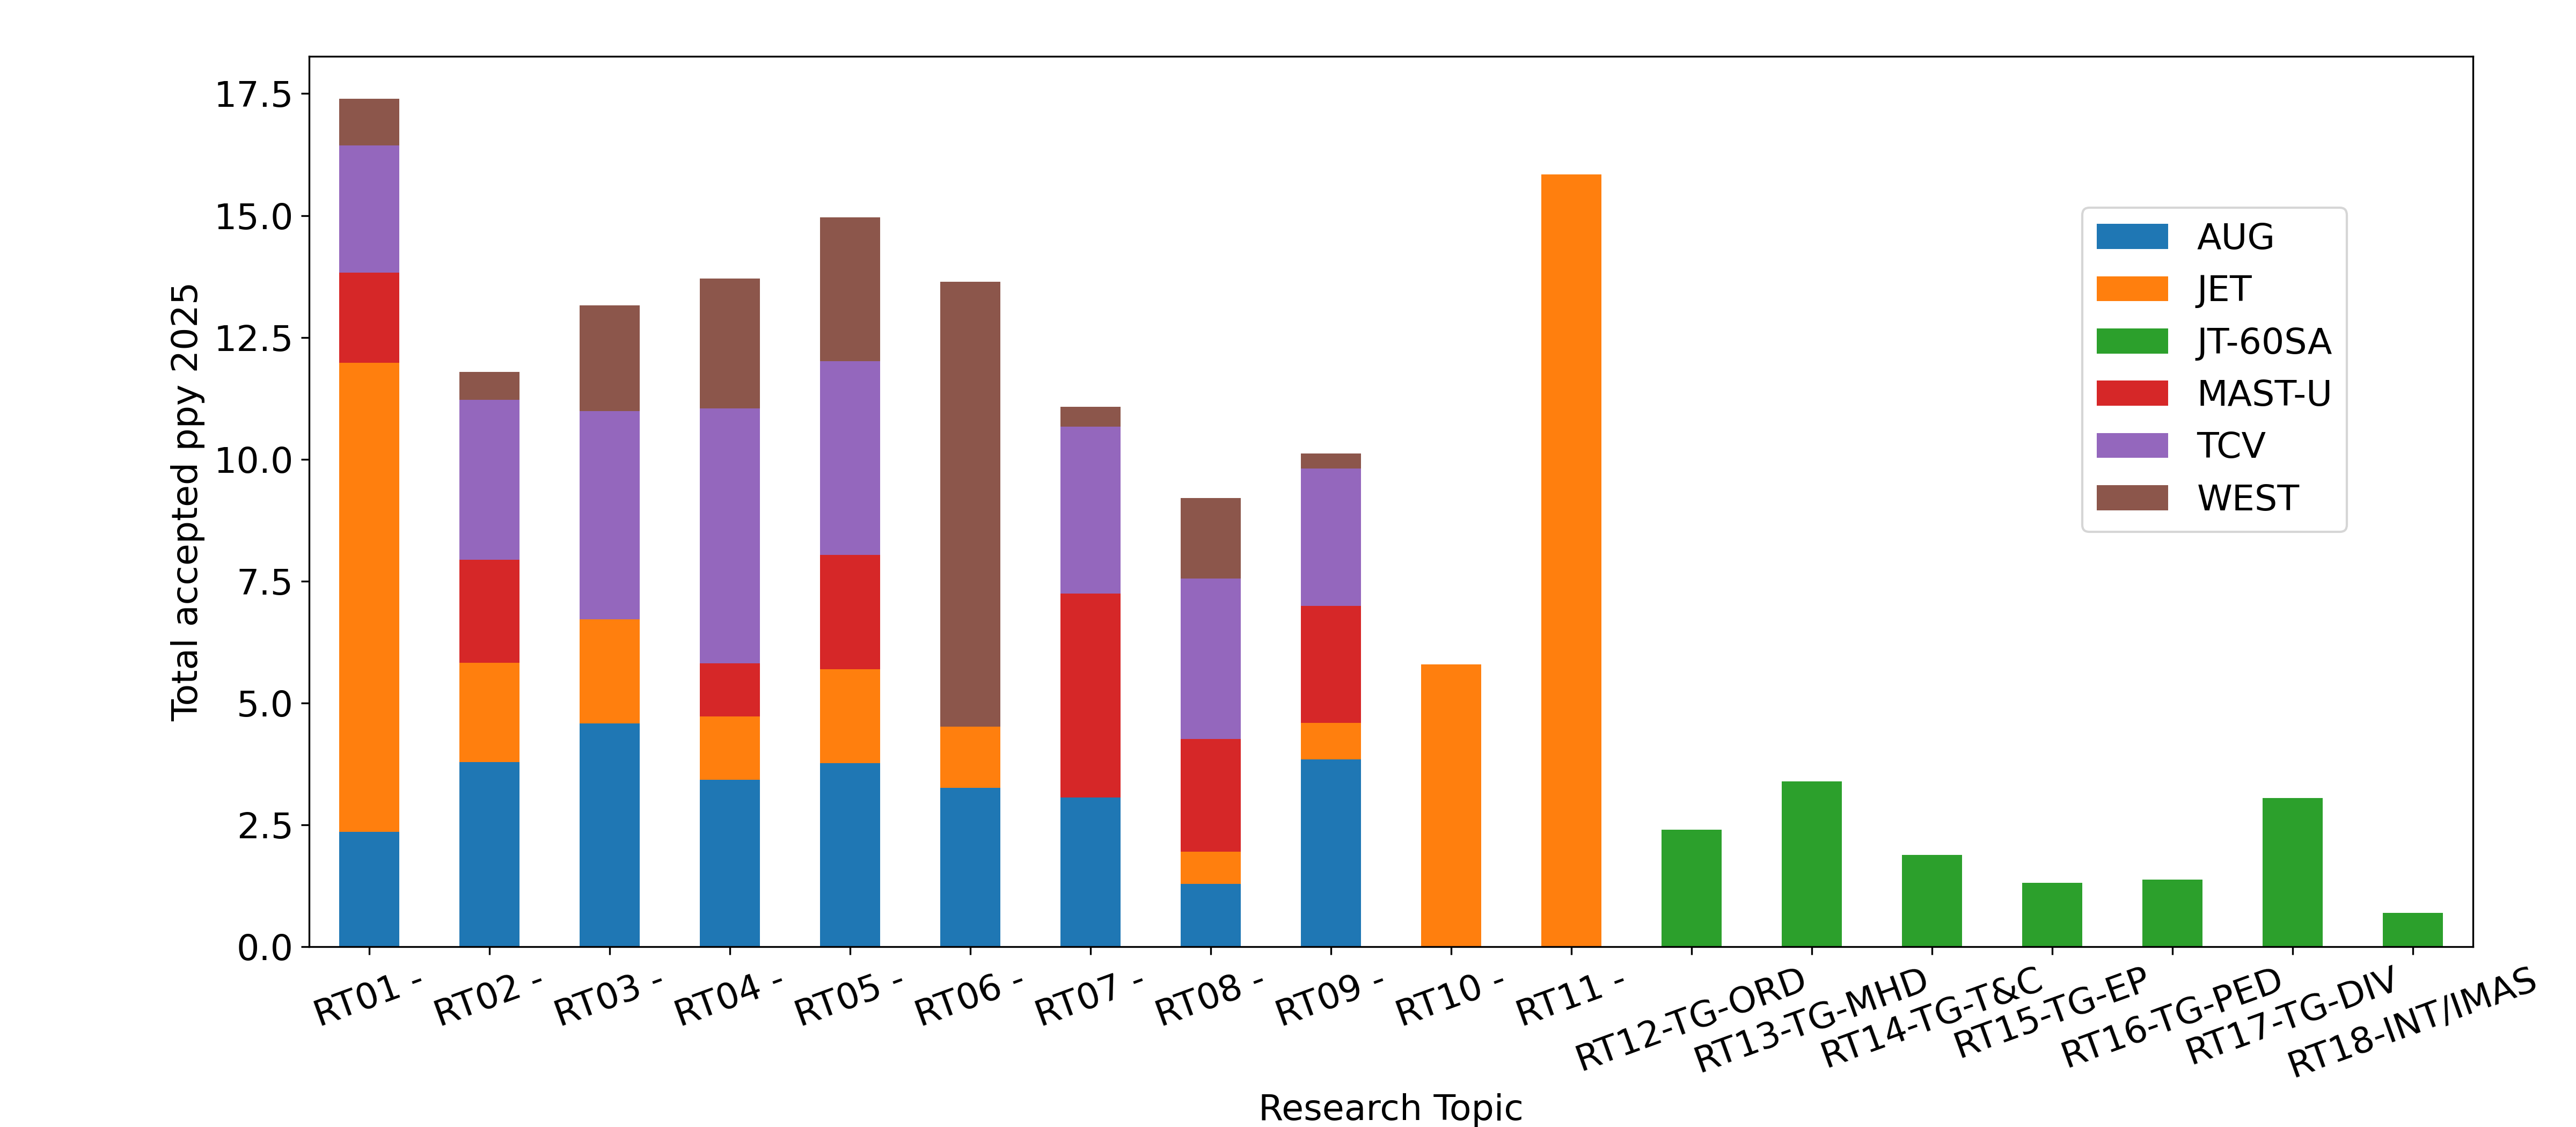 Total accepted ppy 2025
17.5
15.0
12.5
10.0
7.5
5.0
2.5
0.0
AUG
JET
JT-60SA
MAST-U
TCV
WEST
RT01 -
RT02 -
RT03 -
RT04 -
RT05 -
RT06 -
RT07 -
RT08 -
RT09 -
RT10 -
RT11 -
RT12-TG-ORD
RT13-TG-MHD
RT14-TG-T&C
RT15-TG-EP
RT16-TG-PED
RT17-TG-DIV
RT18-INT/IMAS
Research Topic